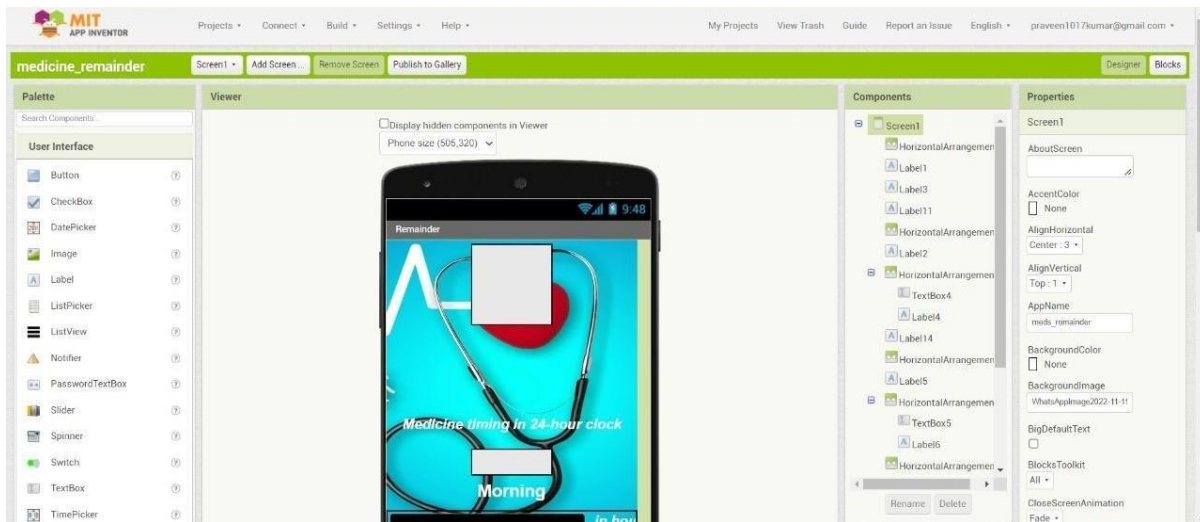 MIT
APP INVENTOR
Projects Connect Build Settings Help My Projects View Trash Guide Report an Issue English praveen1017kumar@gmail.com
medicine_remainder Screen1 Add Screen ... Remove Screen Publish to Gallery Designer Blocks
Palette
Search Components...
User Interface
Button
CheckBox
DatePicker
Image
Label
ListPicker
ListView
Notifier
PasswordTextBox
Slider
Spinner
Switch
TextBox
TimePicker
Viewer
Display hidden components in Viewer
Phone size (505,320)
9:48
Remainder
Medicine timing in 24-hour clock
Morning
in hou
Components
Screen1
HorizontalArrangemen
Label1
Label3
Label11
HorizontalArrangemen
Label2
HorizontalArrangemen
TextBox4
Label4
Label14
HorizontalArrangemen
Label5
HorizontalArrangemen
TextBox5
Label6
HorizontalArrangemen
Rename Delete
Properties
Screen1
AboutScreen
AccentColor
None
AlignHorizontal
Center : 3
AlignVertical
Top : 1
AppName
meds_remainder
BackgroundColor
None
BackgroundImage
WhatsAppImage2022-11-11
BigDefaultText
BlocksToolkit
All
CloseScreenAnimation
Fade